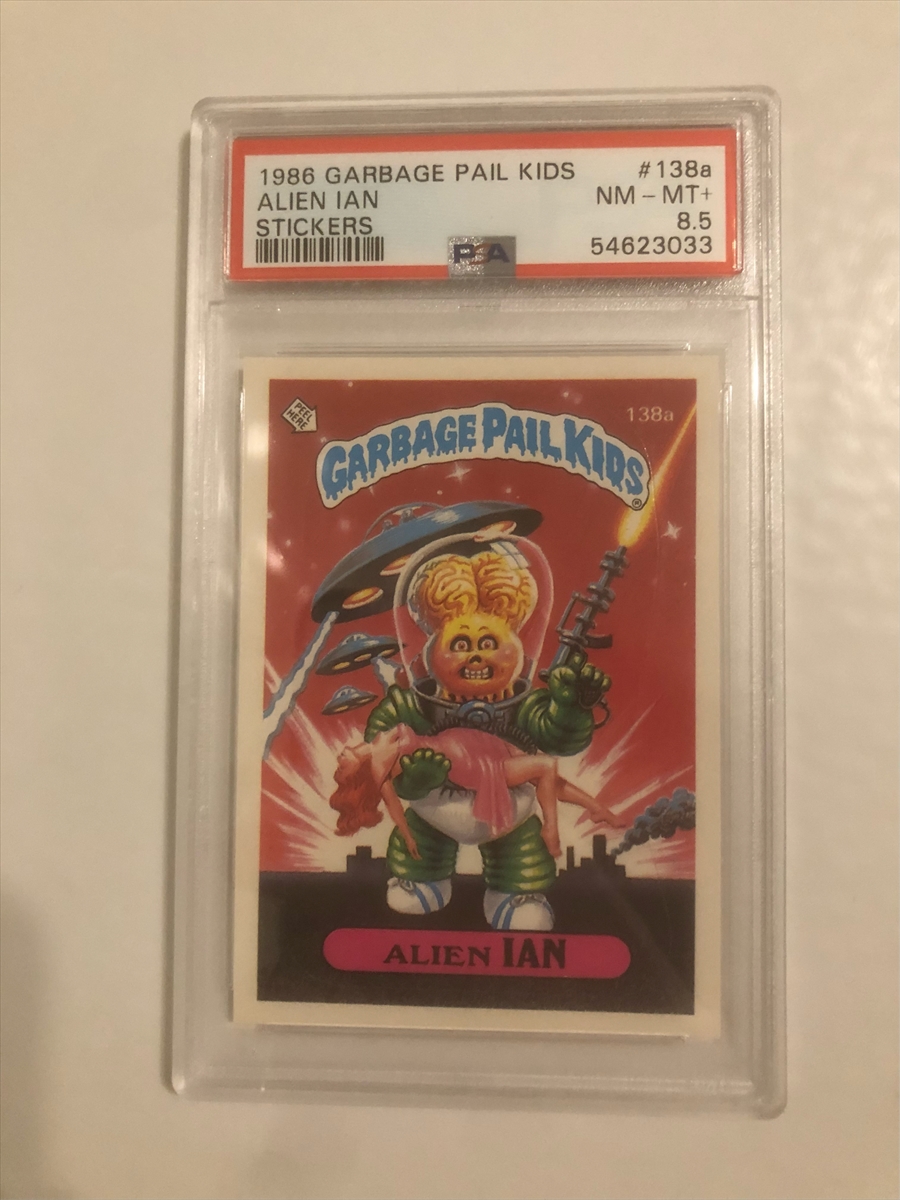 1986 GARBAGE PAIL KIDS #138a
ALIEN IAN NM - MT+
STICKERS 8.5
PSA 54623033
PEEL HERE
138a
GARBAGE PAIL KIDS®
ALIEN IAN